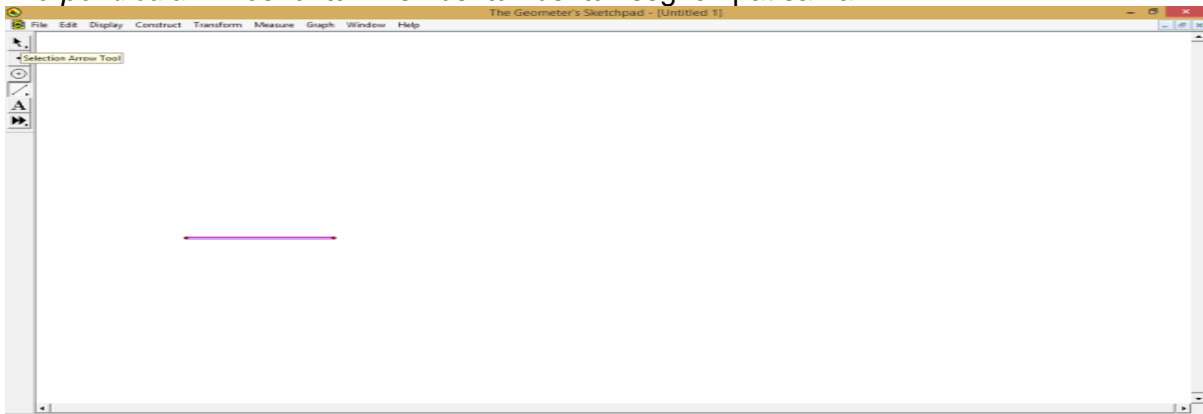 The Geometer's Sketchpad - [Untitled 1]
File Edit Display Construct Transform Measure Graph Window Help
Selection Arrow Tool
A